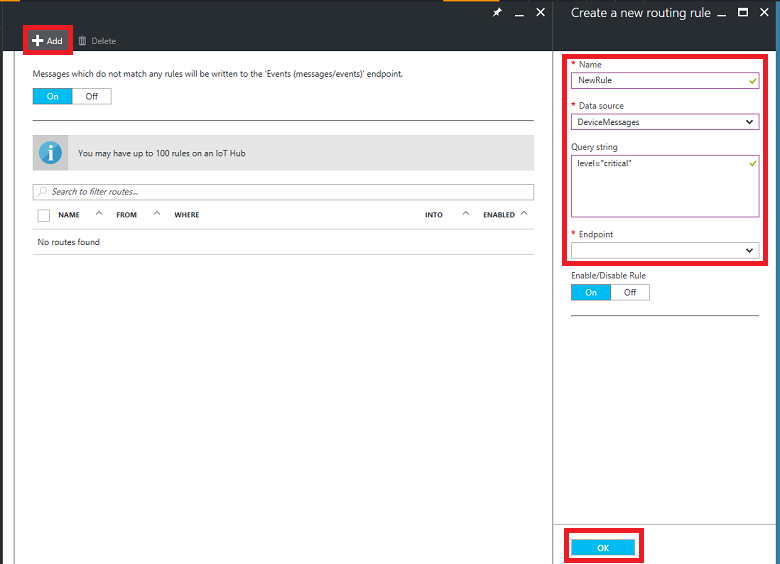 Create a new routing rule
Add
Delete
Messages which do not match any rules will be written to the 'Events (messages/events)' endpoint.
On Off
i
You may have up to 100 rules on an IoT Hub
Search to filter routes...
NAME FROM WHERE INTO ENABLED
No routes found
* Name
NewRule
* Data source
DeviceMessages
Query string
level="critical"
* Endpoint
Enable/Disable Rule
On Off
OK